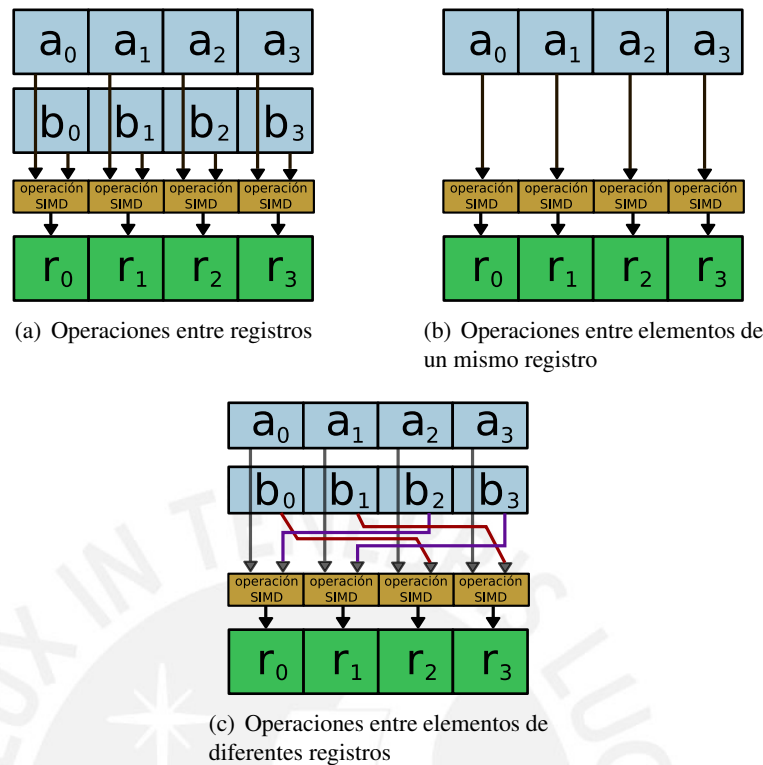 a0 a1 a2 a3
b0 b1 b2 b3
operación SIMD operación SIMD operación SIMD operación SIMD
r0 r1 r2 r3
(a) Operaciones entre registros
a0 a1 a2 a3
operación SIMD operación SIMD operación SIMD operación SIMD
r0 r1 r2 r3
(b) Operaciones entre elementos de
un mismo registro
a0 a1 a2 a3
b0 b1 b2 b3
operación SIMD operación SIMD operación SIMD operación SIMD
r0 r1 r2 r3
(c) Operaciones entre elementos de
diferentes registros